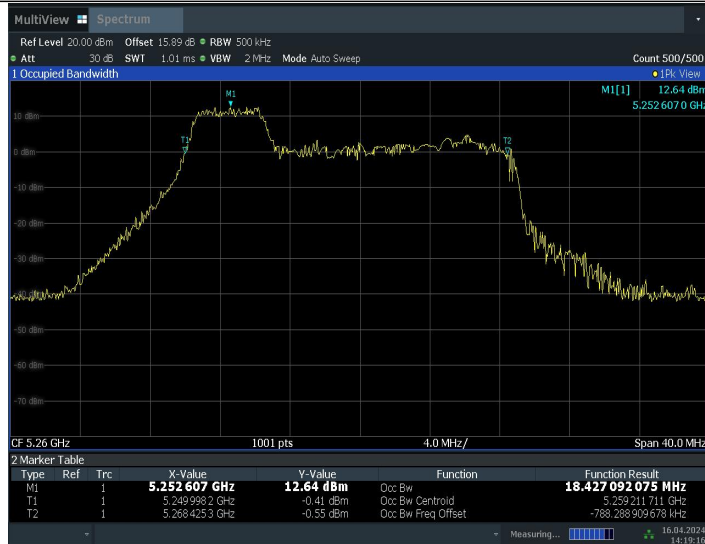 MultiView Spectrum
Ref Level 20.00 dBm Offset 15.89 dB RBW 500 kHz
Att 30 dB SWT 1.01 ms VBW 2 MHz Mode Auto Sweep Count 500/500
1 Occupied Bandwidth 1Pk View
M1[1] 12.64 dBm
5.252 607 0 GHz
M1
10 dBm
T1
T2
0 dBm
-10 dBm
-20 dBm
-30 dBm
-50 dBm
-60 dBm
-70 dBm
CF 5.26 GHz 1001 pts 4.0 MHz/ Span 40.0 MHz
2 Marker Table
Type Ref Trc X-Value Y-Value Function Function Result
M1 1 5.252 607 GHz 12.64 dBm Occ Bw 18.427 092 075 MHz
T1 1 5.249 998 2 GHz -0.41 dBm Occ Bw Centroid 5.259 211 711 GHz
T2 1 5.268 425 3 GHz -0.55 dBm Occ Bw Freq Offset -788.288 909 678 kHz
Measuring... 16.04.2024
14:19:16